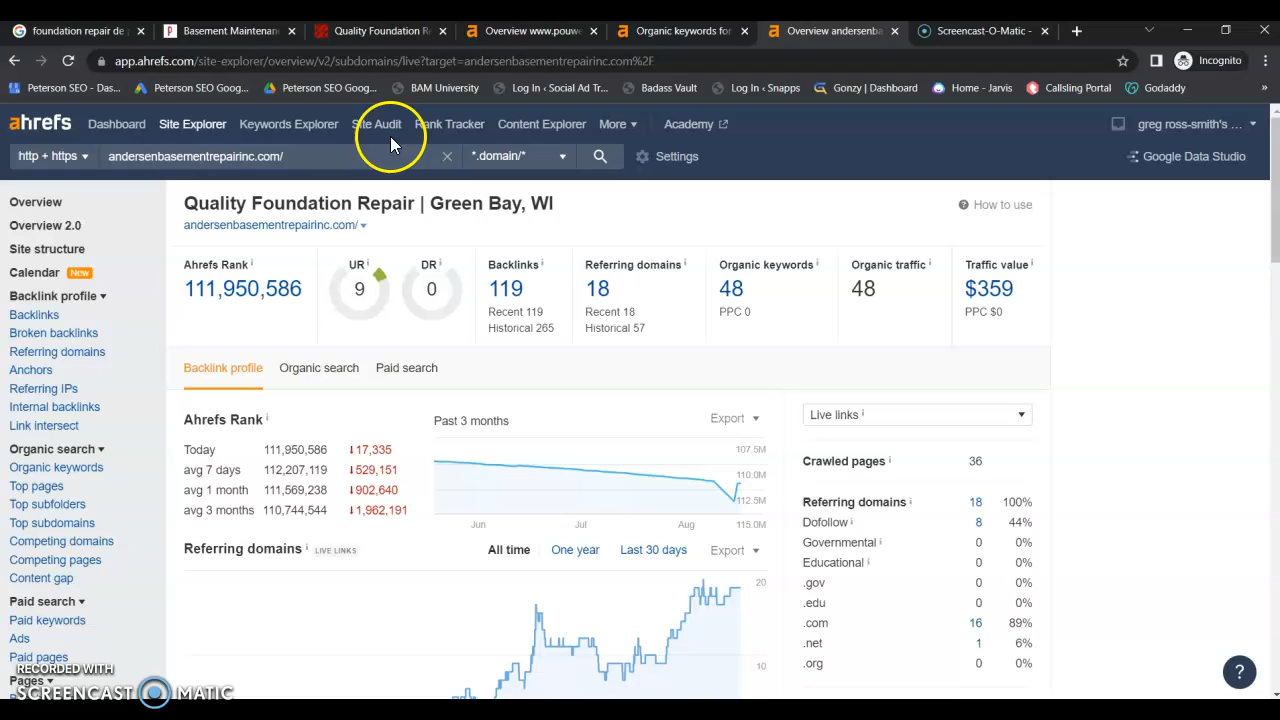 foundation repair de
Basement Maintenan
Quality Foundation R
Overview www.pouwe
Organic keywords for
Overview andersenba
Screencast-O-Matic -
app.ahrefs.com/site-explorer/overview/v2/subdomains/live?target=andersenbasementrepairinc.com%2F
Incognito
Peterson SEO - Das...
Peterson SEO Goog...
Peterson SEO Goog...
BAM University
Log In ‹ Social Ad Tr...
Badass Vault
Log In ‹ Snapps
Gonzy | Dashboard
Home - Jarvis
Callsling Portal
Godaddy
»
ahrefs
Dashboard
Site Explorer
Keywords Explorer
Site Audit
Rank Tracker
Content Explorer
More
Academy
greg ross-smith's ...
http + https
andersenbasementrepairinc.com/
*.domain/*
Settings
Google Data Studio
Overview
Overview 2.0
Site structure
Calendar New
Backlink profile
Backlinks
Broken backlinks
Referring domains
Anchors
Referring IPs
Internal backlinks
Link intersect
Organic search
Organic keywords
Top pages
Top subfolders
Top subdomains
Competing domains
Competing pages
Content gap
Paid search
Paid keywords
Ads
Paid pages
Pages
Quality Foundation Repair | Green Bay, WI
How to use
andersenbasementrepairinc.com/
Ahrefs Rank
111,950,586
UR
9
DR
0
Backlinks
119
Recent 119
Historical 265
Referring domains
18
Recent 18
Historical 57
Organic keywords
48
PPC 0
Organic traffic
48
Traffic value
$359
PPC $0
Backlink profile
Organic search
Paid search
Ahrefs Rank
Today 111,950,586 ↓17,335
avg 7 days 112,207,119 ↓529,151
avg 1 month 111,569,238 ↓902,640
avg 3 months 110,744,544 ↓1,962,191
Past 3 months
Export
107.5M
110.0M
112.5M
115.0M
Jun Jul Aug
Referring domains LIVE LINKS
All time One year Last 30 days Export
20
10
Live links
Crawled pages 36
Referring domains 18 100%
Dofollow 8 44%
Governmental 0 0%
Educational 0 0%
.gov 0 0%
.edu 0 0%
.com 16 89%
.net 1 6%
.org 0 0%
?
RECORDED WITH
SCREENCAST MATIC